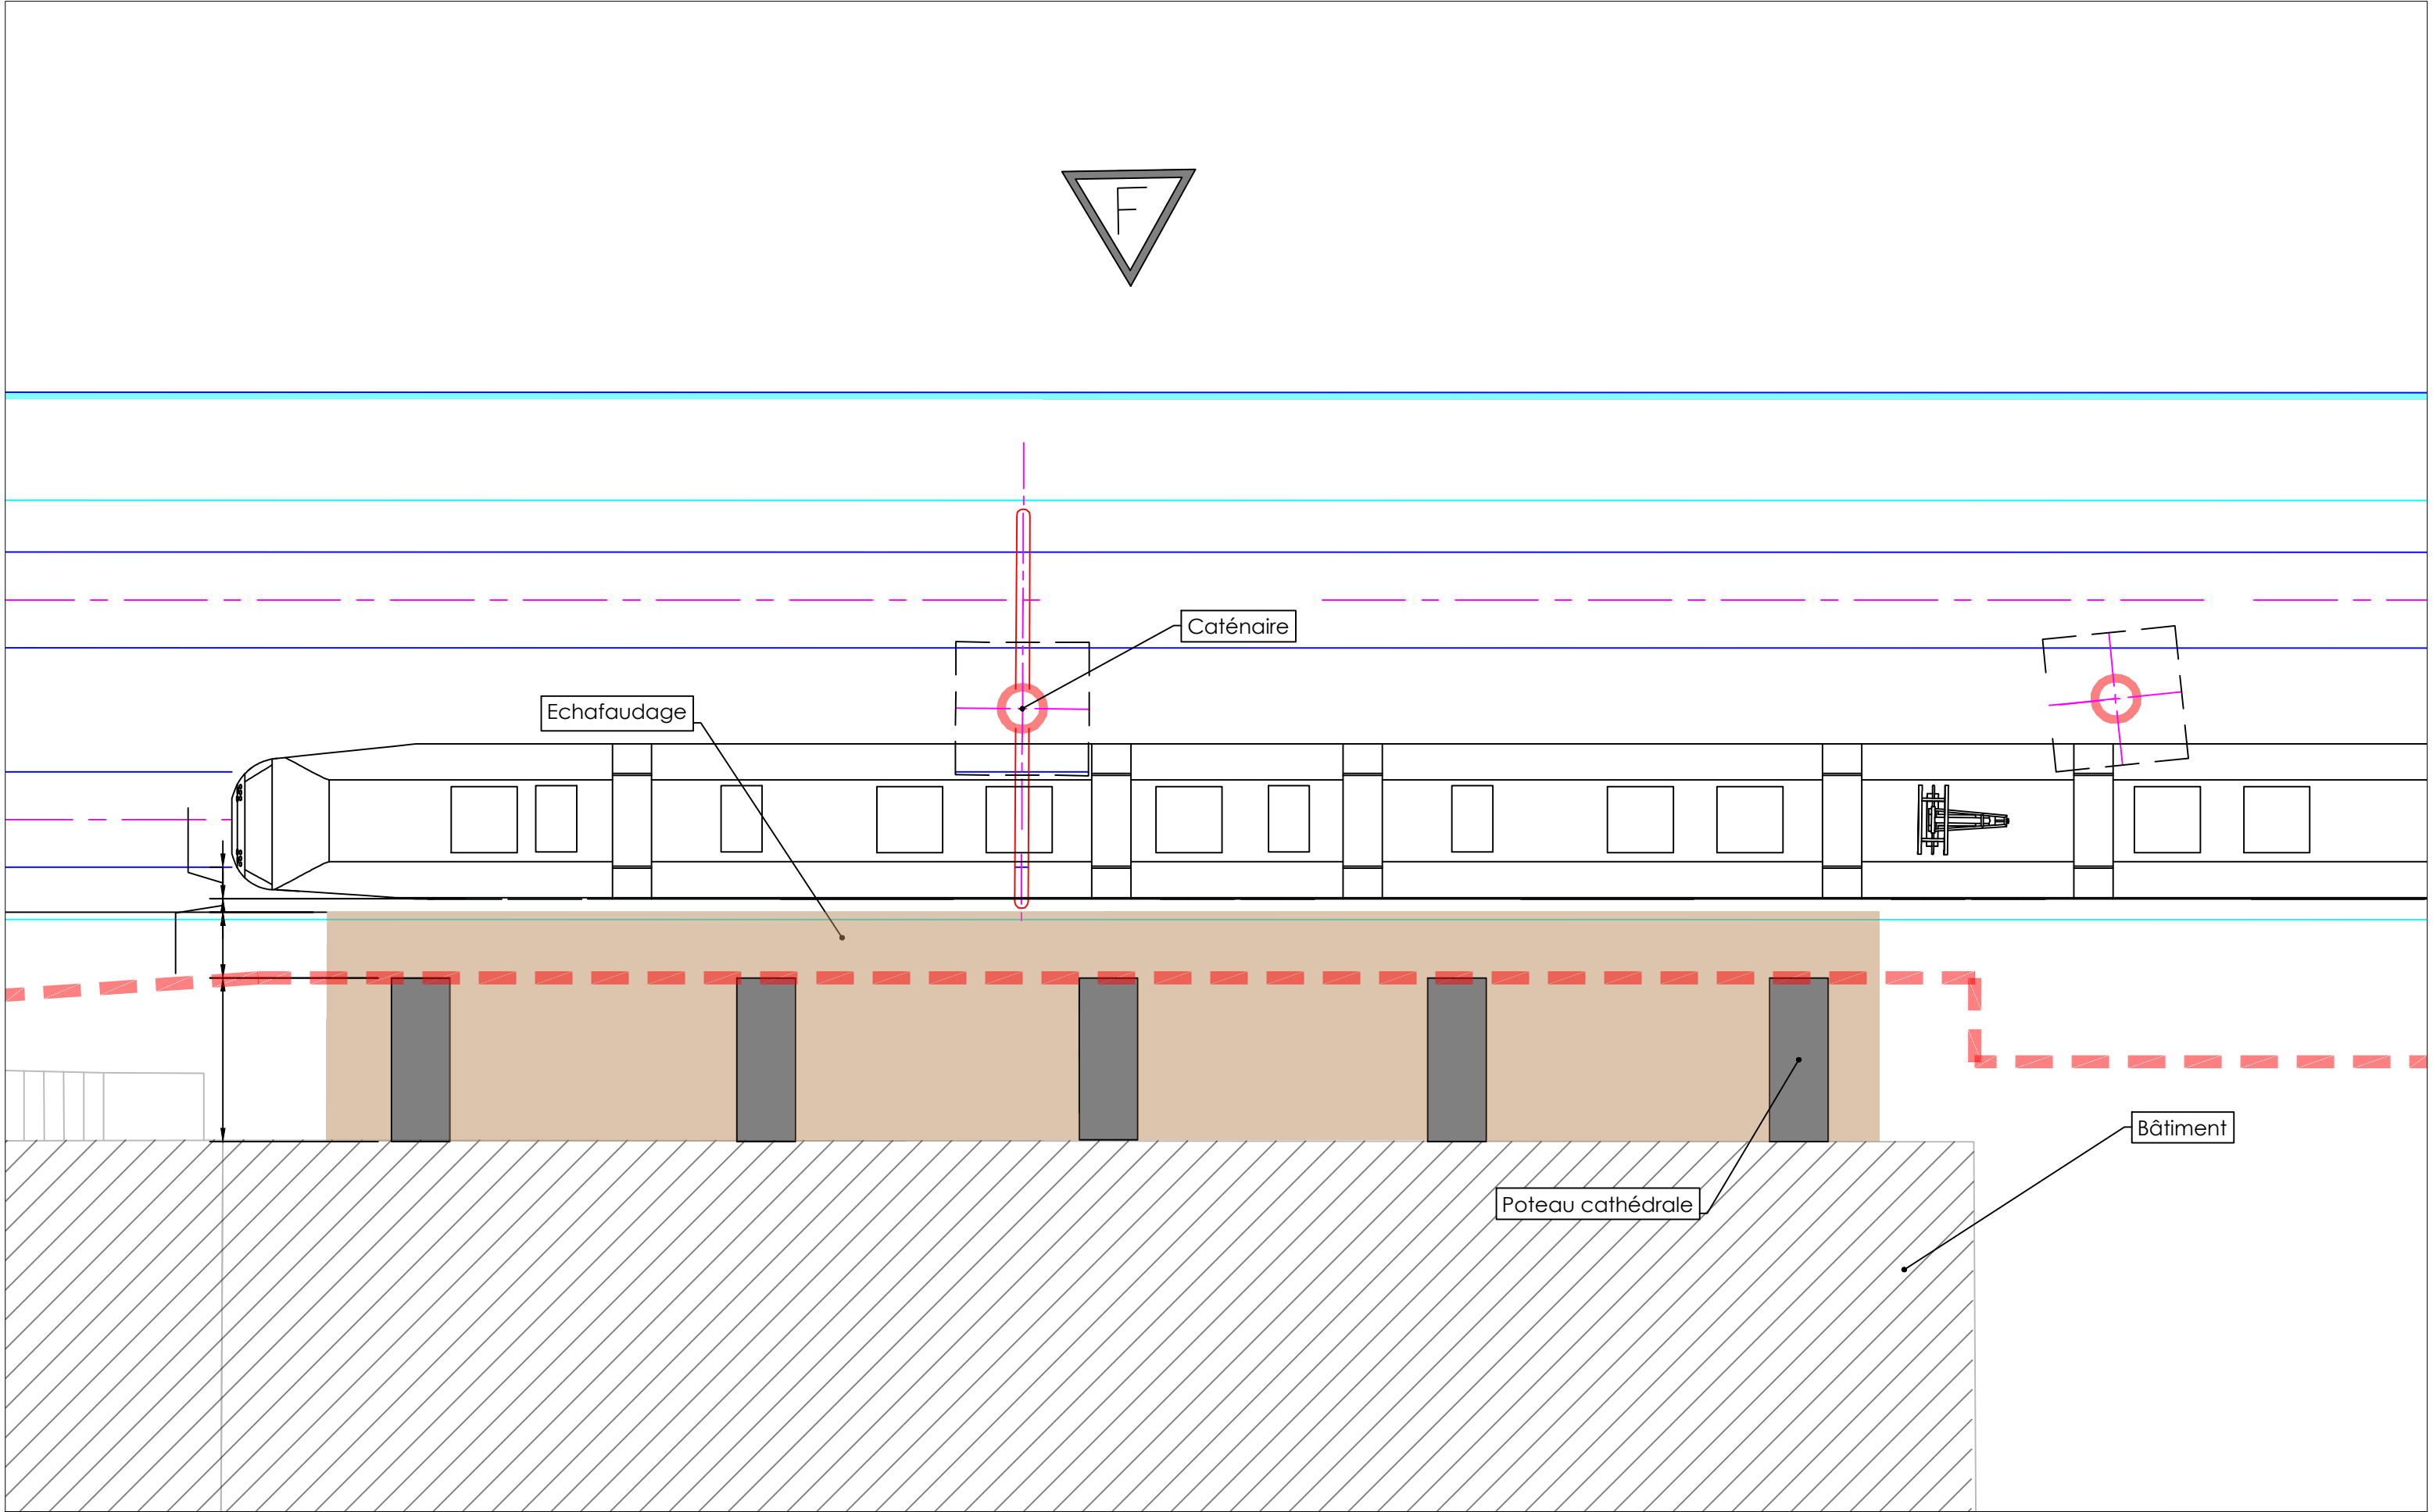 F
Caténaire
Echafaudage
Bâtiment
Poteau cathédrale